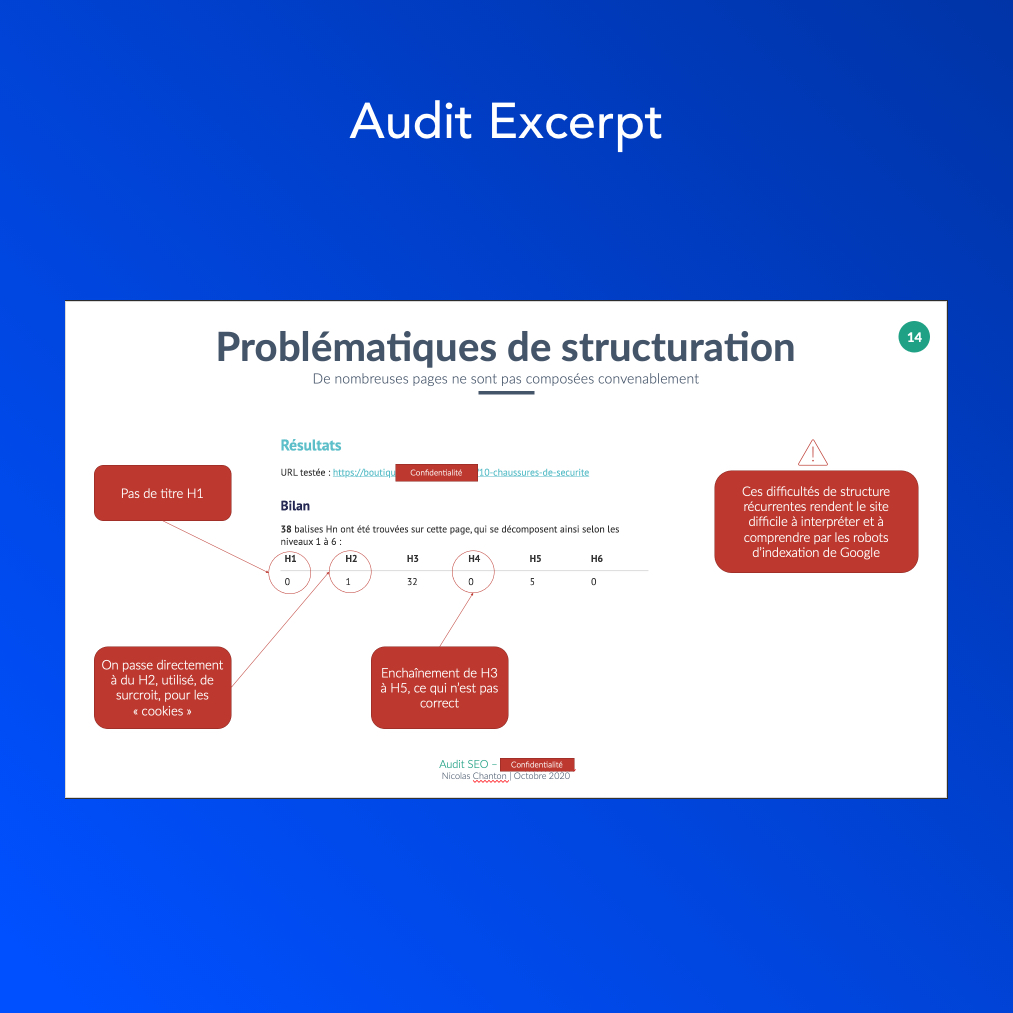 Audit Excerpt
Problématiques de structuration
14
De nombreuses pages ne sont pas composées convenablement
Résultats
URL testée : https://boutiqu Confidentialité /10-chaussures-de-securite
Pas de titre H1
Bilan
38 balises Hn ont été trouvées sur cette page, qui se décomposent ainsi selon les
niveaux 1 à 6 :
H1 H2 H3 H4 H5 H6
0 1 32 0 5 0
Ces difficultés de structure
récurrentes rendent le site
difficile à interpréter et à
comprendre par les robots
d'indexation de Google
On passe directement
à du H2, utilisé, de
surcroit, pour les
« cookies »
Enchaînement de H3
à H5, ce qui n'est pas
correct
Audit SEO – Confidentialité
Nicolas Chanton | Octobre 2020